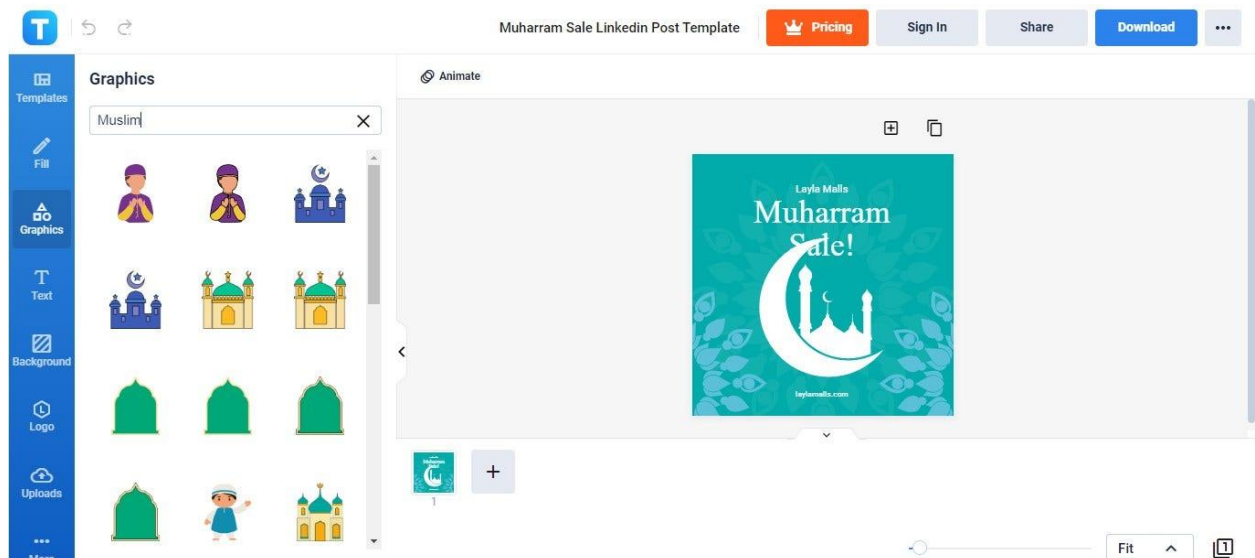 T
Muharram Sale Linkedin Post Template
Pricing
Sign In
Share
Download
Templates
Fill
Graphics
Text
Background
Logo
Uploads
More
Graphics
Muslim
Animate
Layla Malls
Muharram
Sale!
laylamalls.com
1
Fit
1